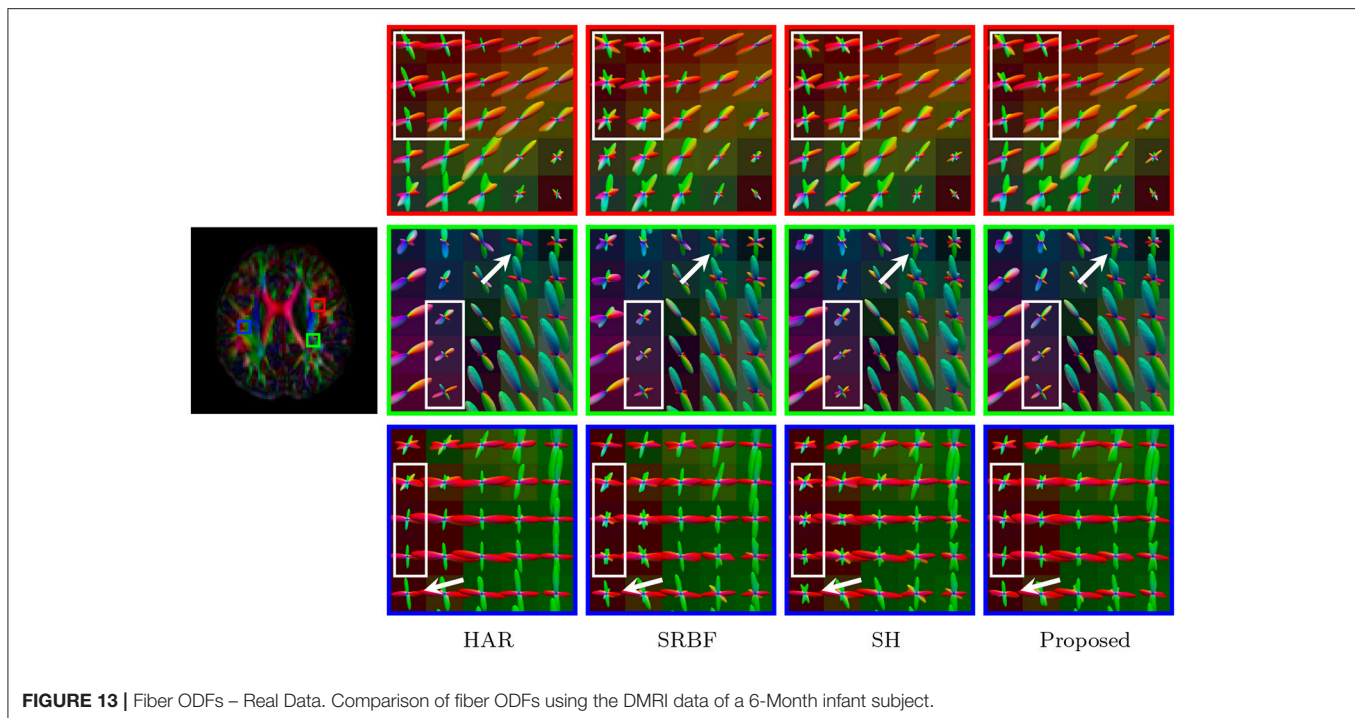 HAR SRBF SH Proposed
FIGURE 13 | Fiber ODFs – Real Data. Comparison of fiber ODFs using the DMRI data of a 6-Month infant subject.